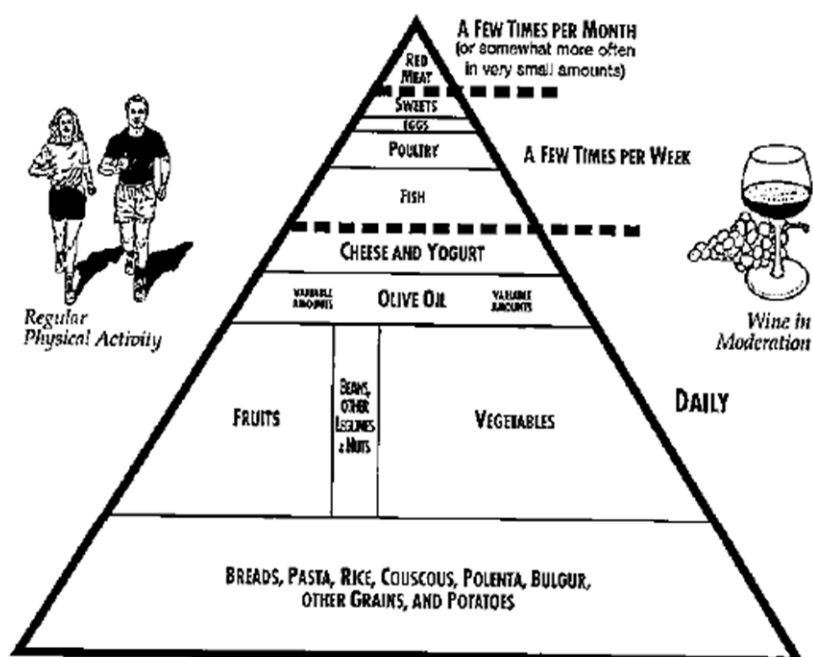 A FEW TIMES PER MONTH
(or somewhat more often
in very small amounts)
RED
MEAT
SWEETS
EGGS
POULTRY
A FEW TIMES PER WEEK
FISH
CHEESE AND YOGURT
VARIABLE
AMOUNTS
OLIVE OIL
VARIABLE
AMOUNTS
Regular
Physical Activity
Wine in
Moderation
FRUITS
BEANS,
OTHER
LEGUMES
& NUTS
VEGETABLES
DAILY
BREADS, PASTA, RICE, COUSCOUS, POLENTA, BULGUR,
OTHER GRAINS, AND POTATOES